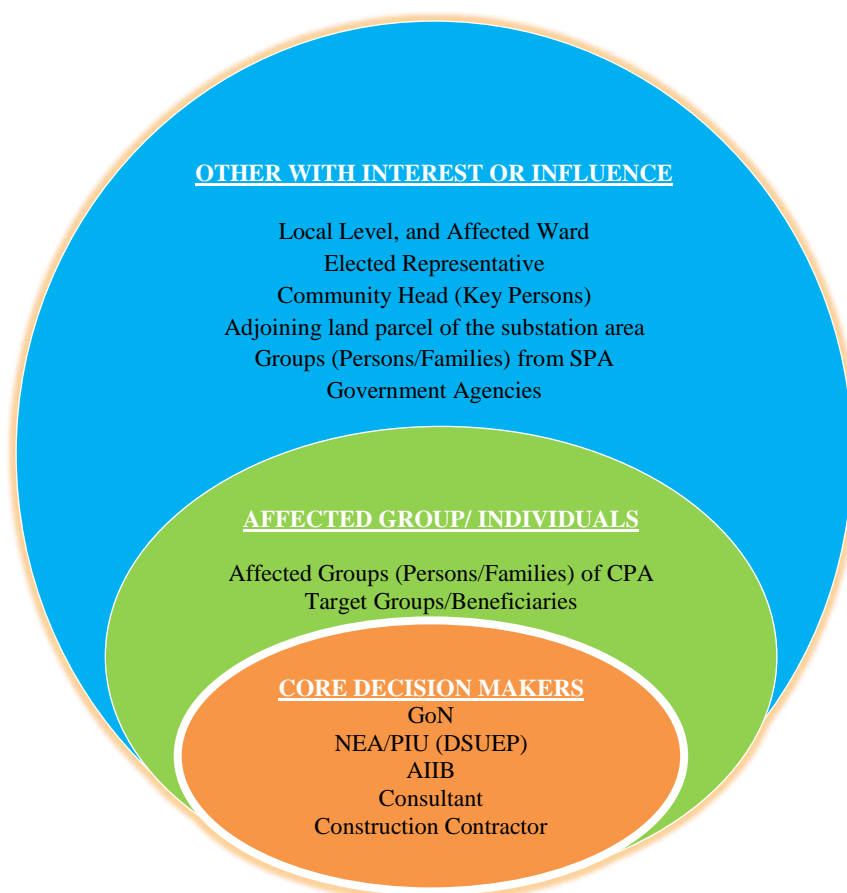 OTHER WITH INTEREST OR INFLUENCE
Local Level, and Affected Ward
Elected Representative
Community Head (Key Persons)
Adjoining land parcel of the substation area
Groups (Persons/Families) from SPA
Government Agencies
AFFECTED GROUP/ INDIVIDUALS
Affected Groups (Persons/Families) of CPA
Target Groups/Beneficiaries
CORE DECISION MAKERS
GoN
NEA/PIU (DSUEP)
AIIB
Consultant
Construction Contractor